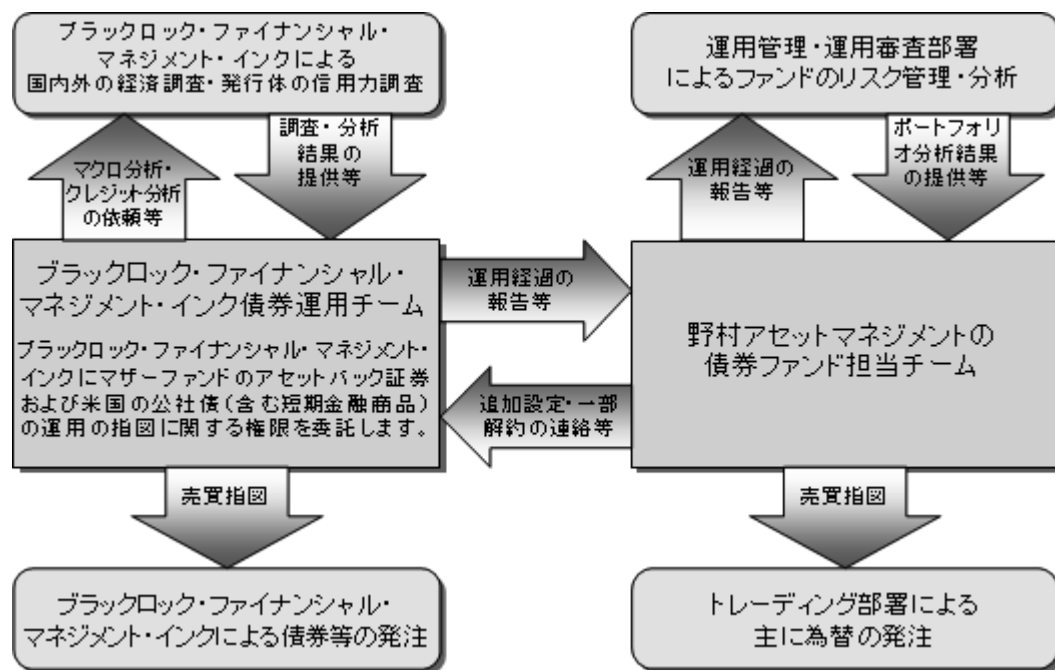 ブラックロック・ファイナンシャル・
マネジメント・インクによる
国内外の経済調査・発行体の信用力調査
運用管理・運用審査部署
によるファンドのリスク管理・分析
マクロ分析・
クレジット分析
の依頼等
調査・分析
結果の
提供等
運用経過の
報告等
ポートフォリ
オ分析結果
の提供等
ブラックロック・ファイナンシャル・
マネジメント・インク債券運用チーム
ブラックロック・ファイナンシャル・マネジメント・
インクにマザーファンドのアセットバック証券
および米国の公社債(含む短期金融商品)
の運用の指図に関する権限を委託します。
運用経過の
報告等
追加設定・一部
解約の連絡等
野村アセットマネジメントの
債券ファンド担当チーム
売買指図
売買指図
ブラックロック・ファイナンシャル・
マネジメント・インクによる債券等の発注
トレーディング部署による
主に為替の発注